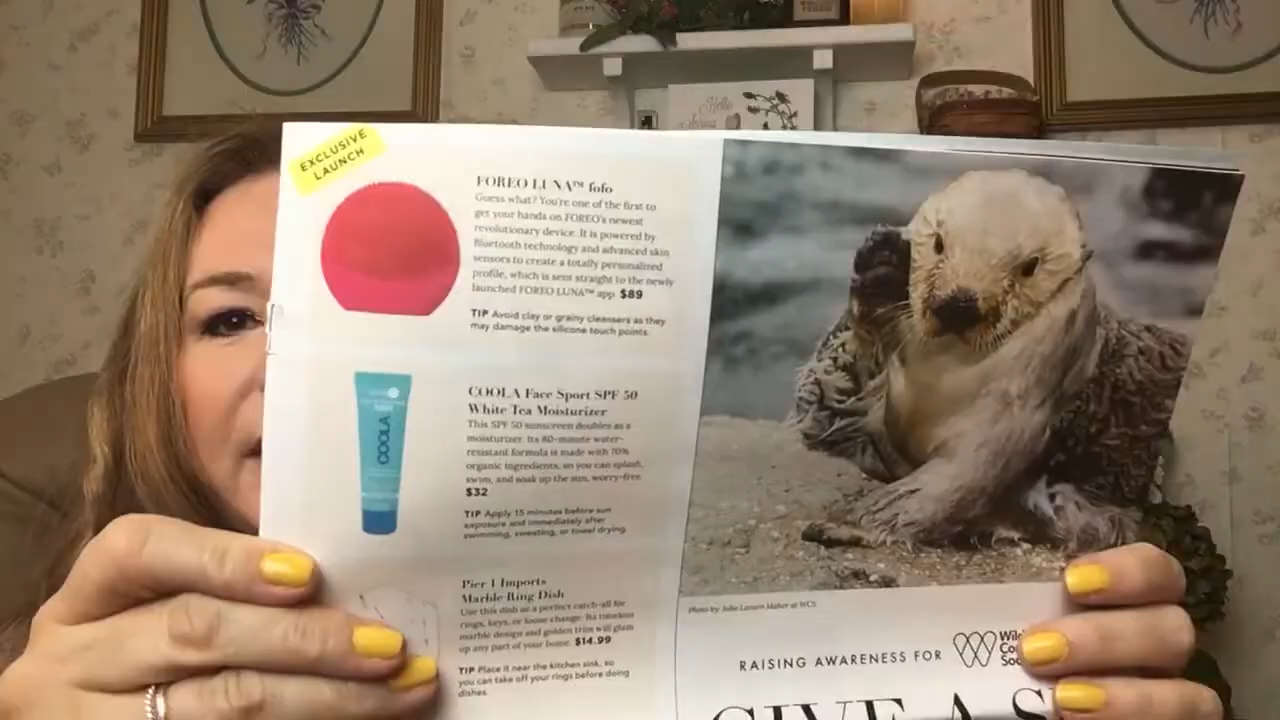 Hello
EXCLUSIVE
LAUNCH
FOREO LUNA™ fofo
Guess what? You're one of the first to
get your hands on FOREO's newest
revolutionary device. It is powered by
Bluetooth technology and advanced skin
sensors to create a totally personalized
profile, which is sent straight to the newly
launched FOREO LUNA™ app. $89
TIP Avoid clay or grainy cleansers as they
may damage the silicone touch points.
COOLA
COOLA Face Sport SPF 50
White Tea Moisturizer
This SPF 50 sunscreen doubles as a
moisturizer. Its 80-minute water-
resistant formula is made with 70%
organic ingredients, so you can splash,
swim, and soak up the sun, worry-free.
$32
TIP Apply 15 minutes before sun
exposure and immediately after
swimming, sweating, or towel drying.
Pier 1 Imports
Marble Ring Dish
Use this dish as a perfect catch-all for
rings, keys, or loose change. Its timeless
marble design and golden trim will glam
up any part of your home. $14.99
TIP Place it near the kitchen sink, so
you can take off your rings before doing
dishes.
Photo by: Julie Larsen Maher at WCS
RAISING AWARENESS FOR
GIVE A S